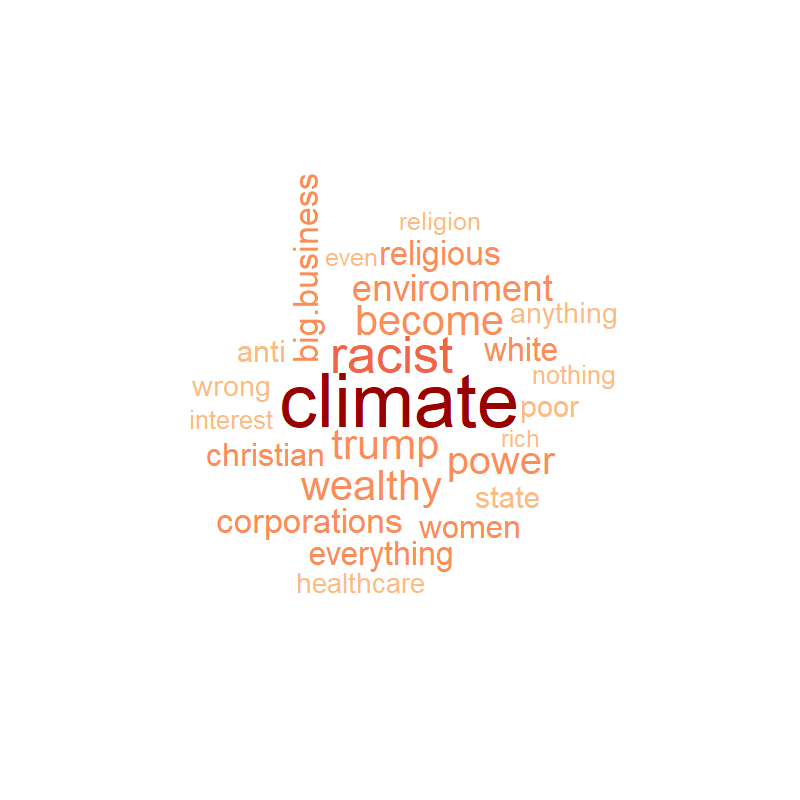 big.business
religion
even
religious
environment
anything
become
racist
white
anti
nothing
wrong
climate
interest
poor
rich
christian
trump
power
wealthy
state
corporations
women
everything
healthcare